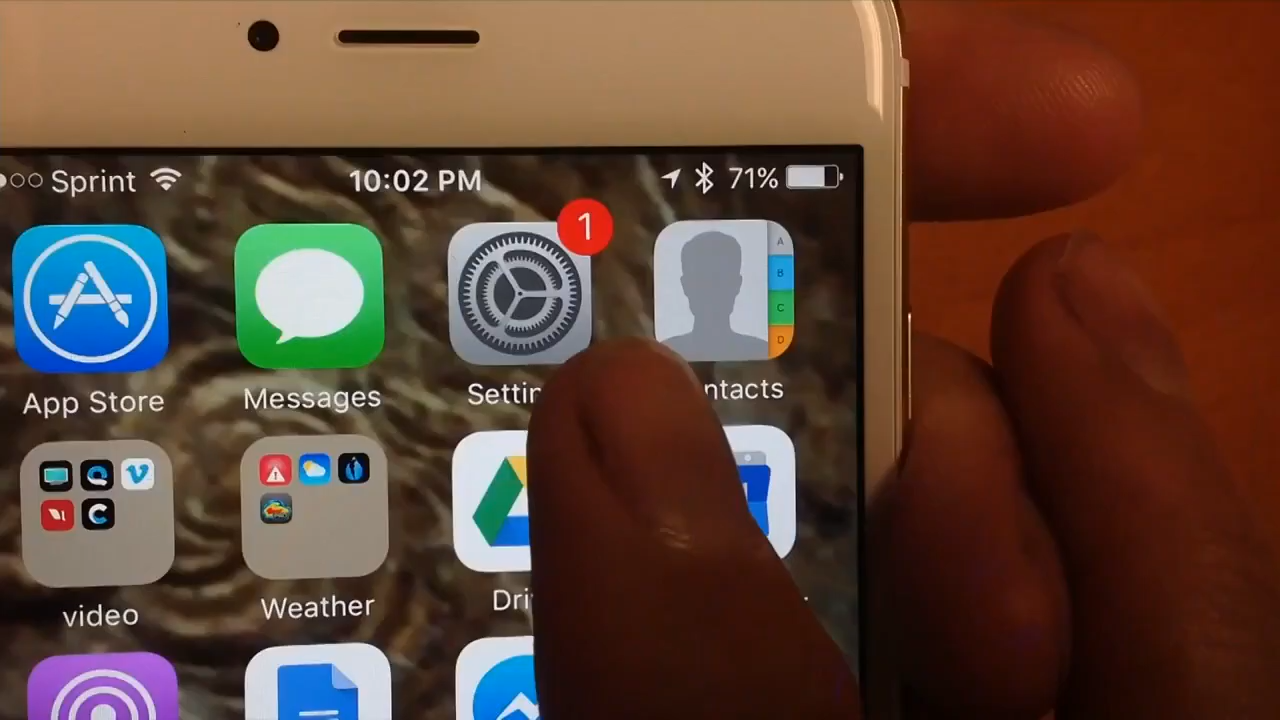 Sprint 10:02 PM 71%
1
A
B
C
D
App Store Messages Settin ntacts
video Weather Dri